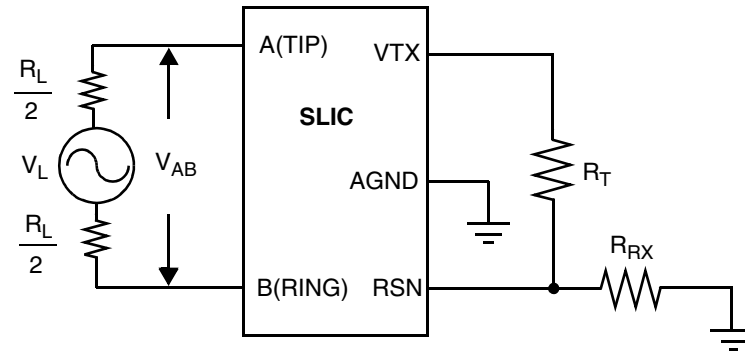 A(TIP)
VTX
R_L
2
SLIC
V_L
V_AB
R_T
AGND
R_L
2
R_RX
B(RING)
RSN